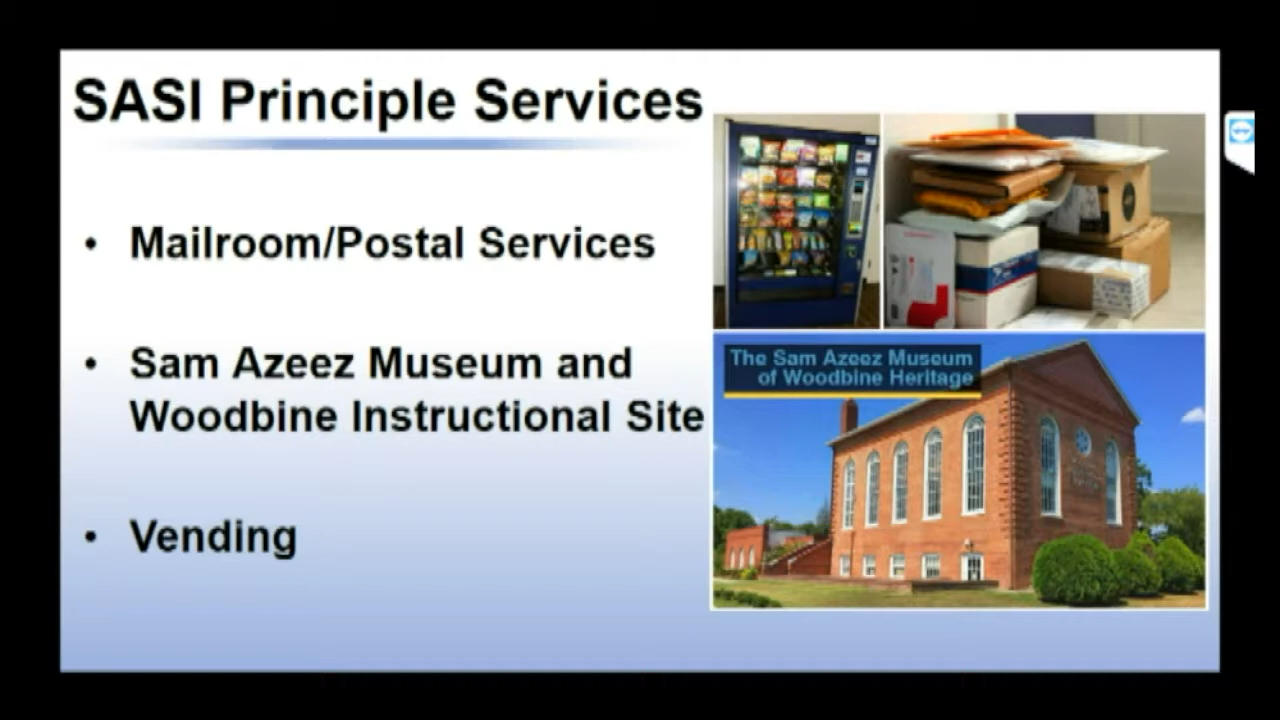 SASI Principle Services
• Mailroom/Postal Services
• Sam Azeez Museum and
Woodbine Instructional Site
• Vending
The Sam Azeez Museum
of Woodbine Heritage